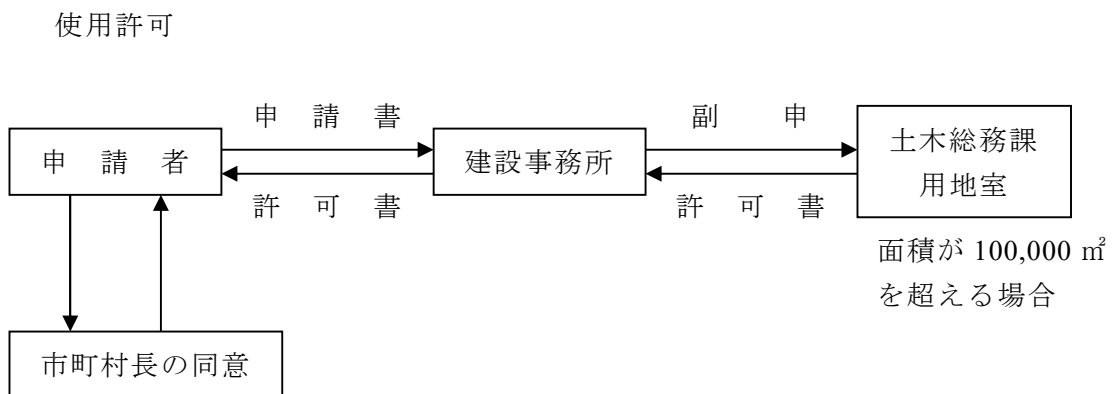 使用許可
申請書
副申
申請者
建設事務所
土木総務課
用地室
許可書
許可書
面積が 100,000 ㎡
を超える場合
市町村長の同意